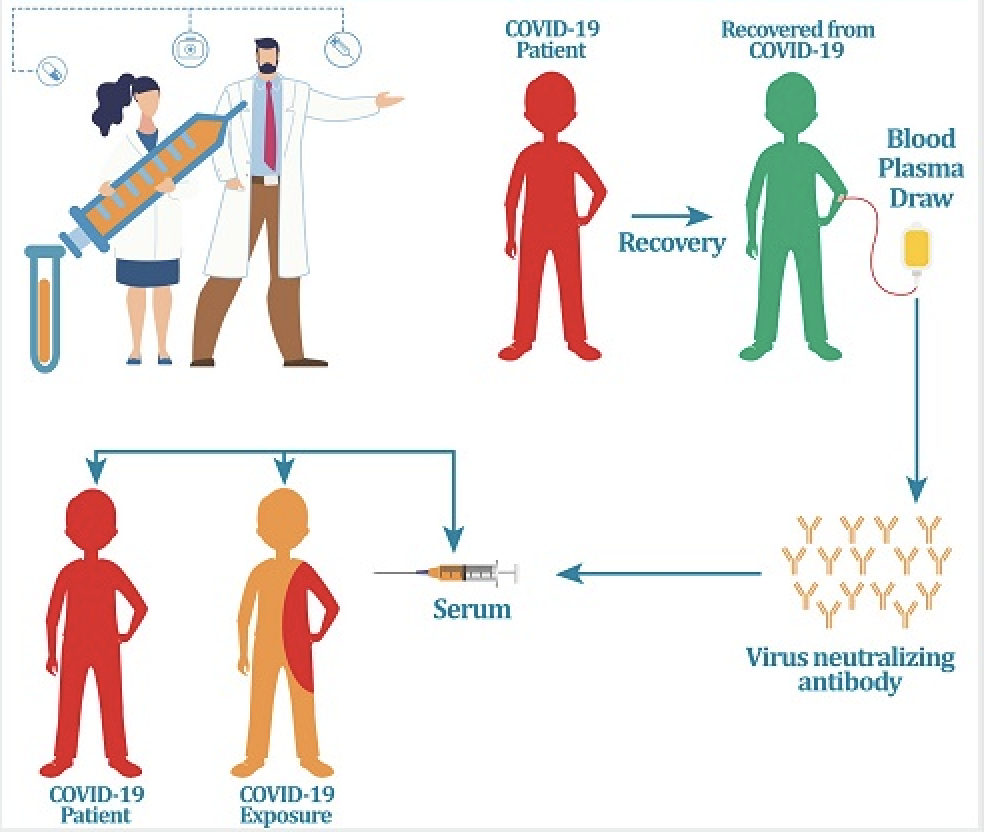 COVID-19
Patient
Recovered from
COVID-19
Blood
Plasma
Draw
Recovery
Serum
Virus neutralizing
antibody
COVID-19
Patient
COVID-19
Exposure